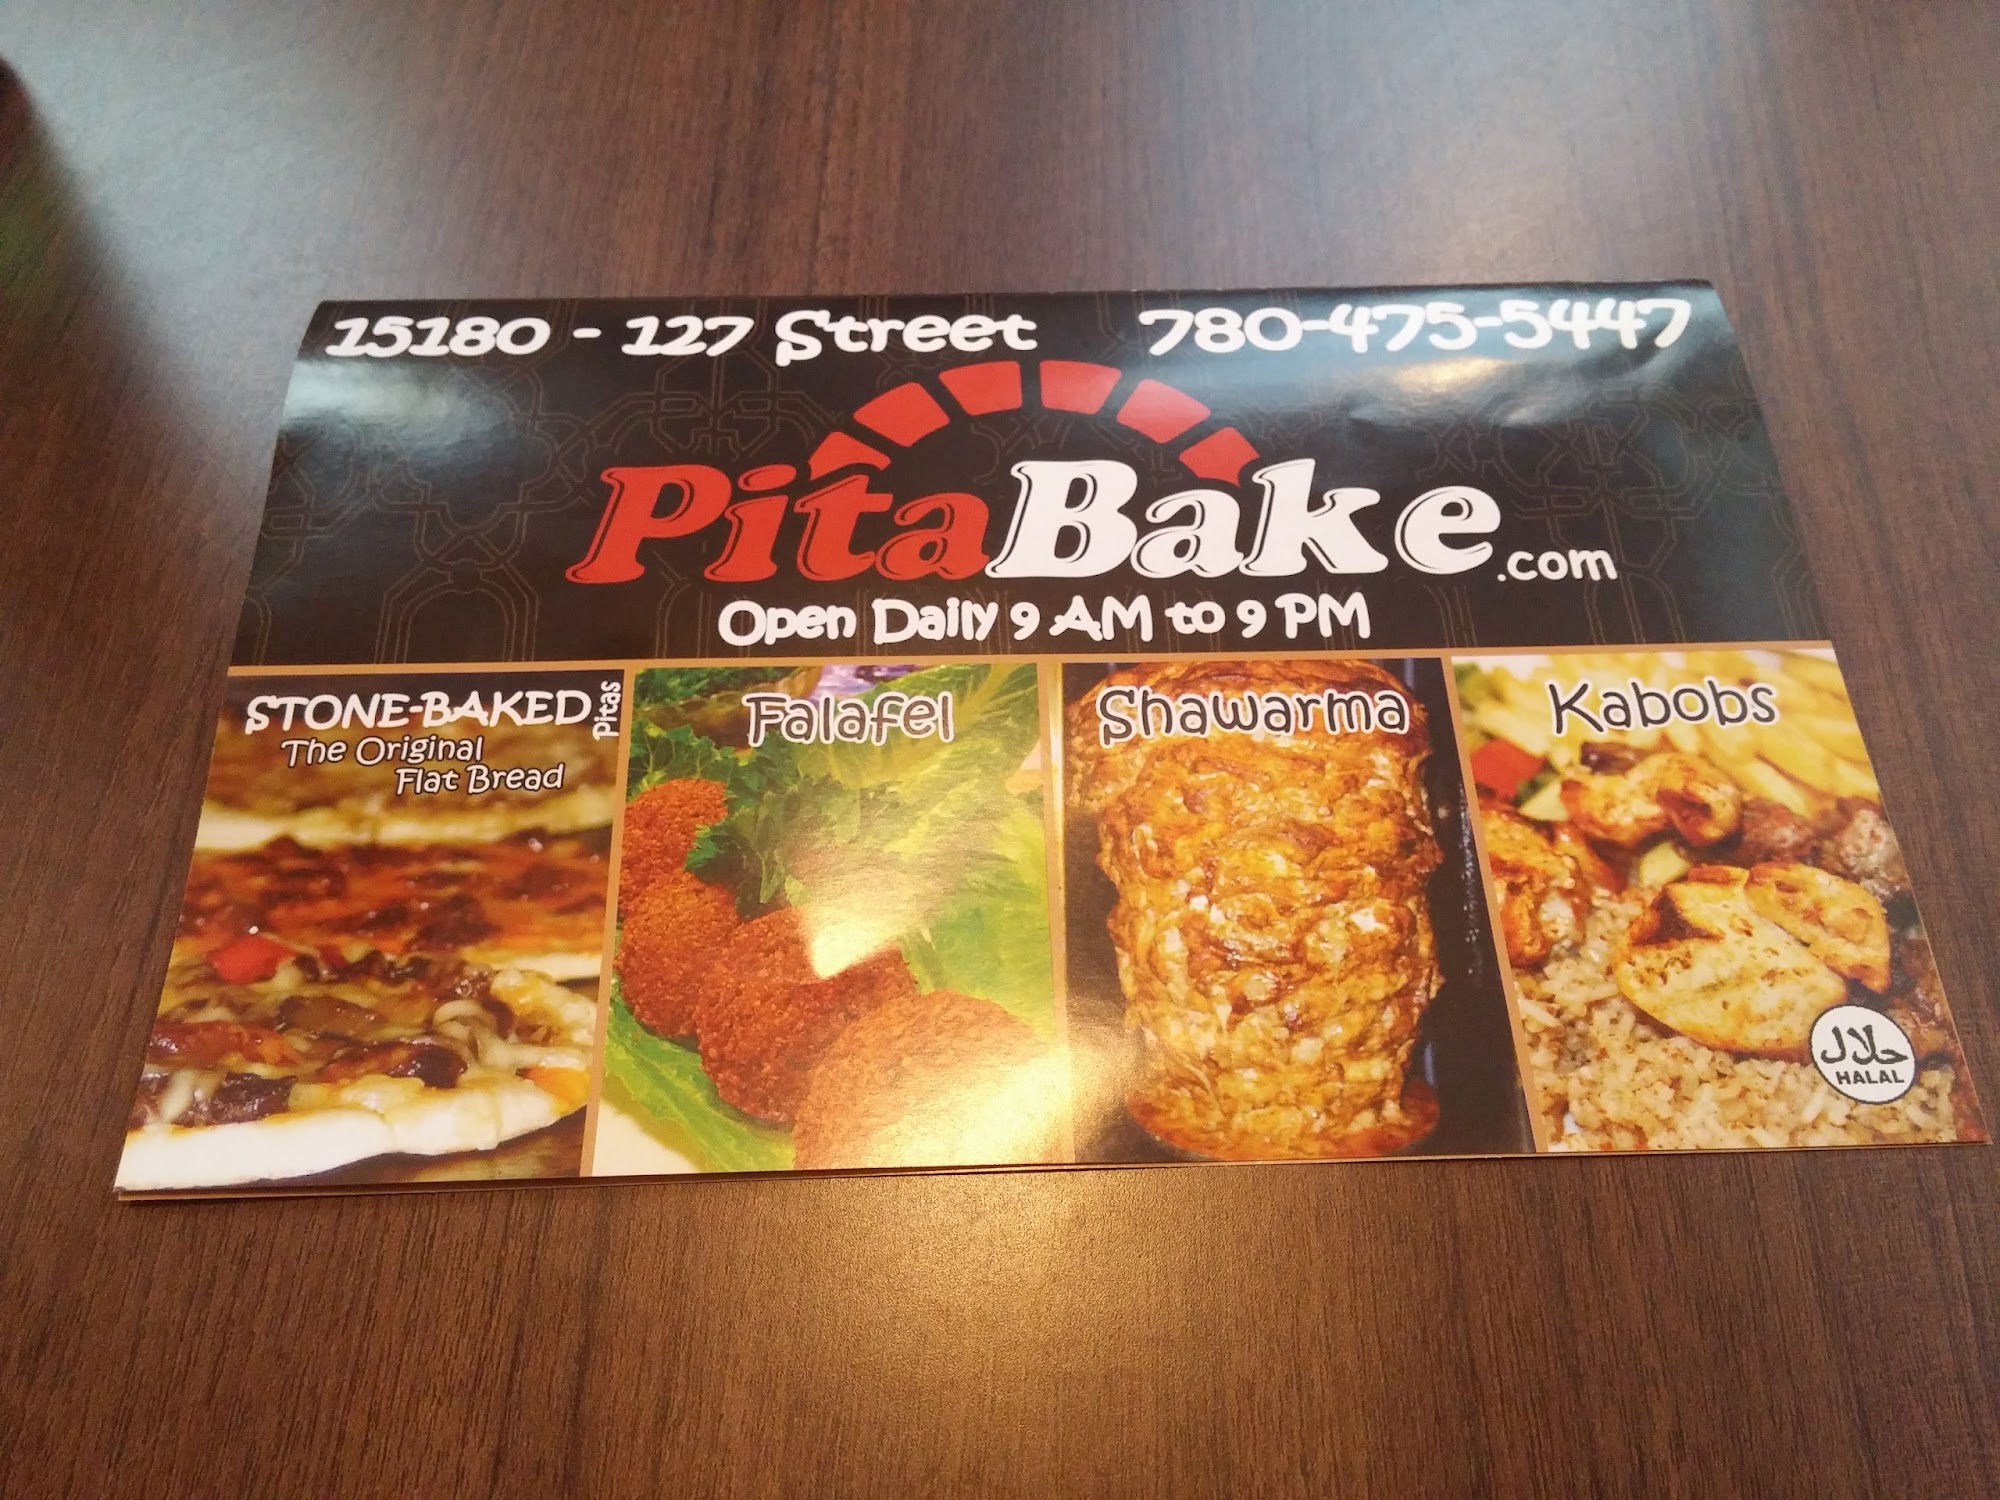 15180 - 127 Street 780-475-5447
PitaBake.com
Open Daily 9 AM to 9 PM
STONE-BAKED Pitas
The Original
Flat Bread
Falafel
Shawarma
Kabobs
حلال
HALAL